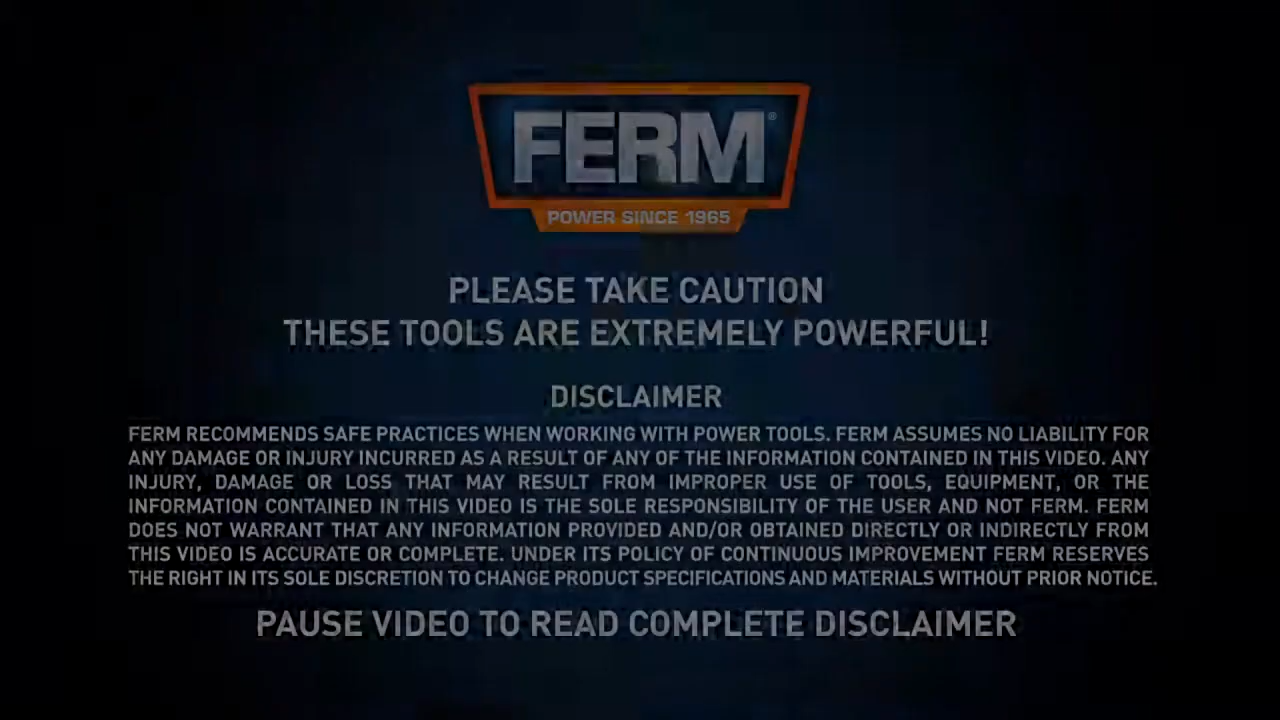 FERM®
POWER SINCE 1965
PLEASE TAKE CAUTION
THESE TOOLS ARE EXTREMELY POWERFUL!
DISCLAIMER
FERM RECOMMENDS SAFE PRACTICES WHEN WORKING WITH POWER TOOLS. FERM ASSUMES NO LIABILITY FOR
ANY DAMAGE OR INJURY INCURRED AS A RESULT OF ANY OF THE INFORMATION CONTAINED IN THIS VIDEO. ANY
INJURY, DAMAGE OR LOSS THAT MAY RESULT FROM IMPROPER USE OF TOOLS, EQUIPMENT, OR THE
INFORMATION CONTAINED IN THIS VIDEO IS THE SOLE RESPONSIBILITY OF THE USER AND NOT FERM. FERM
DOES NOT WARRANT THAT ANY INFORMATION PROVIDED AND/OR OBTAINED DIRECTLY OR INDIRECTLY FROM
THIS VIDEO IS ACCURATE OR COMPLETE. UNDER ITS POLICY OF CONTINUOUS IMPROVEMENT FERM RESERVES
THE RIGHT IN ITS SOLE DISCRETION TO CHANGE PRODUCT SPECIFICATIONS AND MATERIALS WITHOUT PRIOR NOTICE.
PAUSE VIDEO TO READ COMPLETE DISCLAIMER